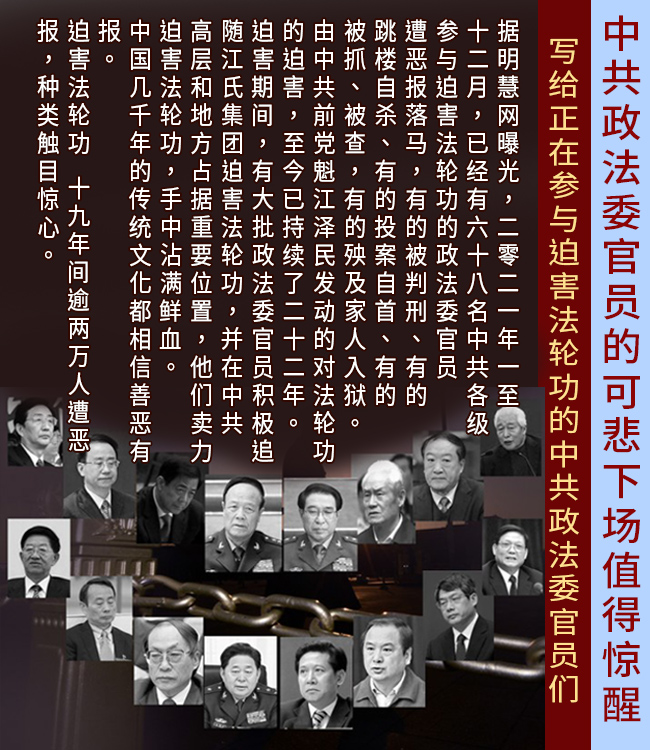 中共政法委官员的可悲下场值得惊醒
写给正在参与迫害法轮功的中共政法委官员们
据明慧网曝光，二零二一年一至
十二月，已经有六十八名中共各级
参与迫害法轮功的政法委官员
遭恶报落马，有的被判刑、有的
跳楼自杀、有的投案自首、有的
被抓、被查，有的殃及家人入狱。
由中共前党魁江泽民发动的对法轮功
的迫害，至今已持续了二十二年。
迫害期间，有大批政法委官员积极追
随江氏集团迫害法轮功，并在中共
高层和地方占据重要位置，他们卖力
迫害法轮功，手中沾满鲜血。
中国几千年的传统文化都相信善恶有
报。
迫害法轮功 十九年间逾两万人遭恶
报，种类触目惊心。